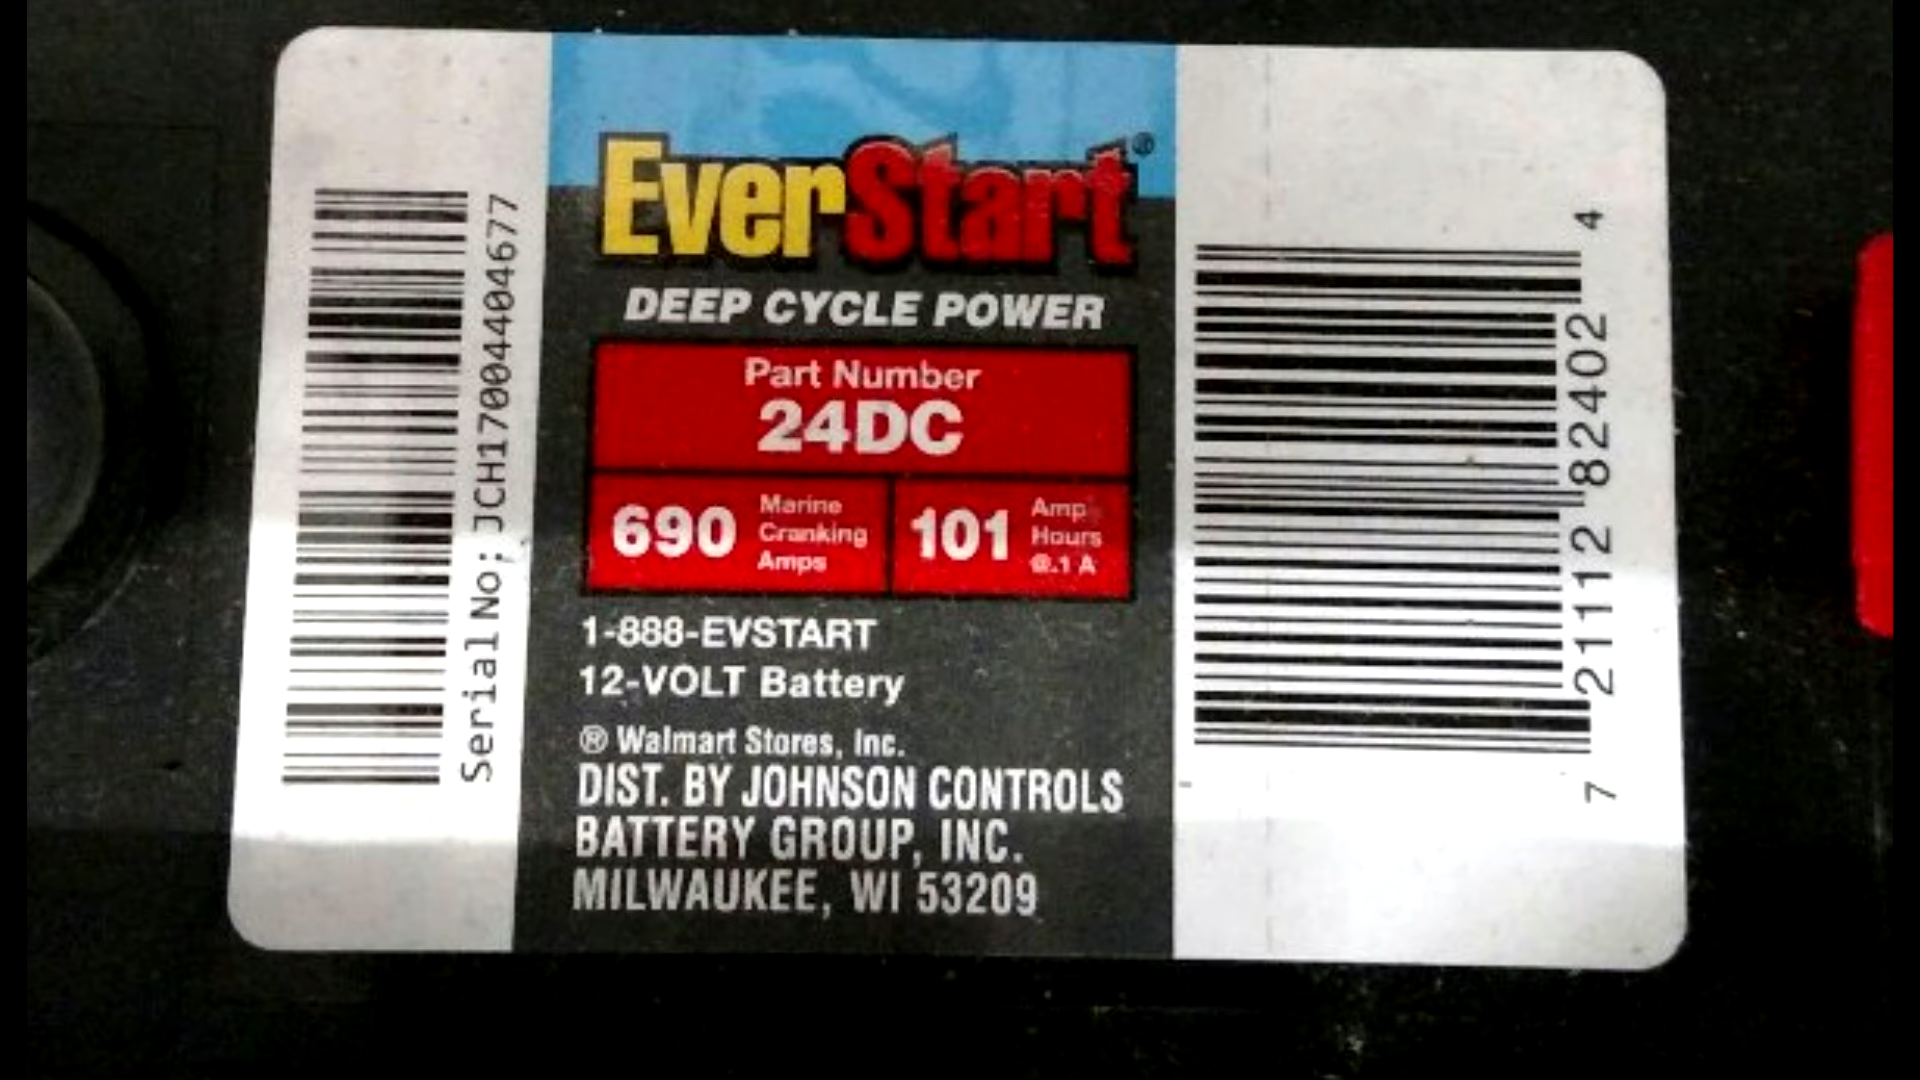 Serial No; JCH17004404677
EverStart®
DEEP CYCLE POWER
Part Number
24DC
690 Marine Cranking Amps
101 Amp Hours @.1 A
1-888-EVSTART
12-VOLT Battery
® Walmart Stores, Inc.
DIST. BY JOHNSON CONTROLS
BATTERY GROUP, INC.
MILWAUKEE, WI 53209
7 21112 82402 4